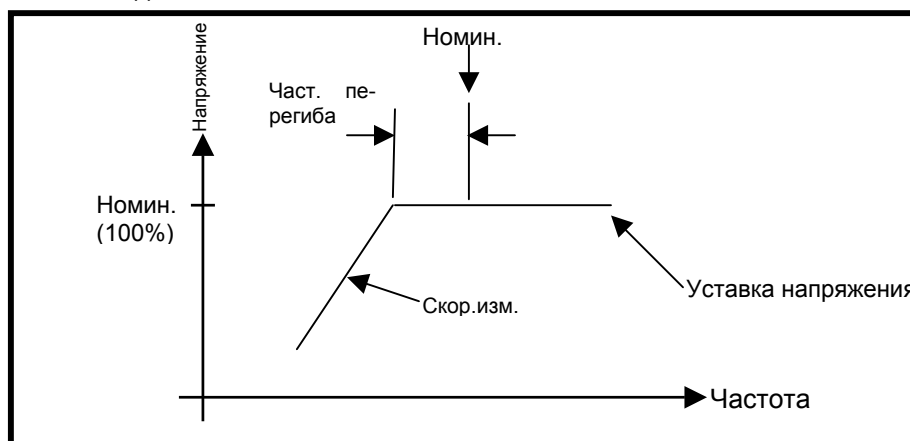 Номин.
Напряжение
Част. пе-
региба
Номин.
(100%)
Уставка напряжения
Скор.изм.
Частота